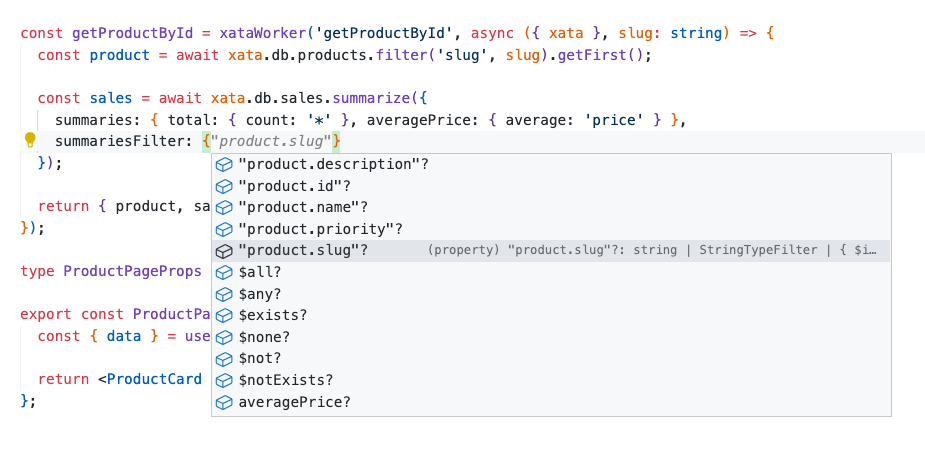 const getProductById = xataWorker('getProductById', async ({ xata }, slug: string) => {
const product = await xata.db.products.filter('slug', slug).getFirst();
const sales = await xata.db.sales.summarize({
summaries: { total: { count: '*' }, averagePrice: { average: 'price' } },
summariesFilter: {"product.slug"}
"product.description"?
});
"product.id"?
return { product, sa
"product.name"?
});
"product.priority"?
"product.slug"? (property) "product.slug"?: string | StringTypeFilter | { $i…
type ProductPageProps
$all?
$any?
export const ProductPa
$exists?
const { data } = use
$none?
$not?
return <ProductCard
$notExists?
};
averagePrice?